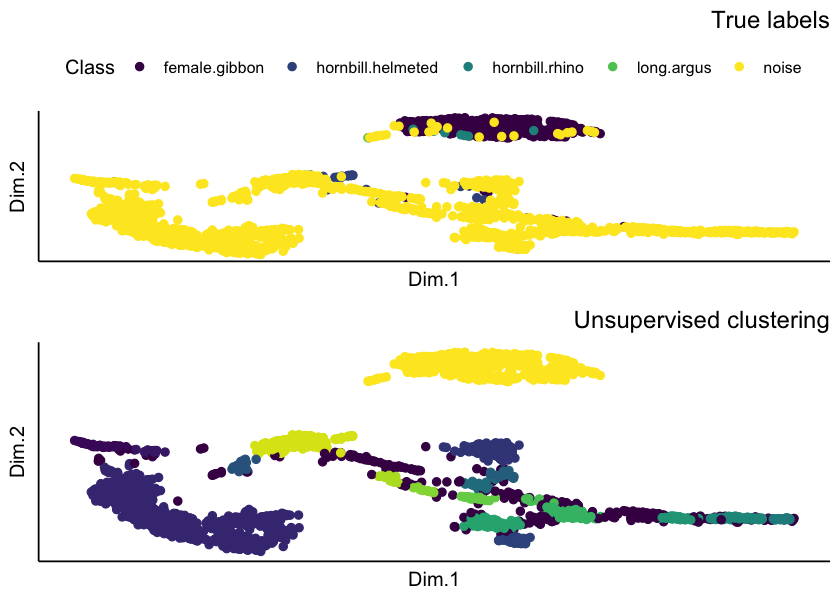 True labels
Class female.gibbon hornbill.helmeted hornbill.rhino long.argus noise
Dim.2
Dim.1
Unsupervised clustering
Dim.2
Dim.1